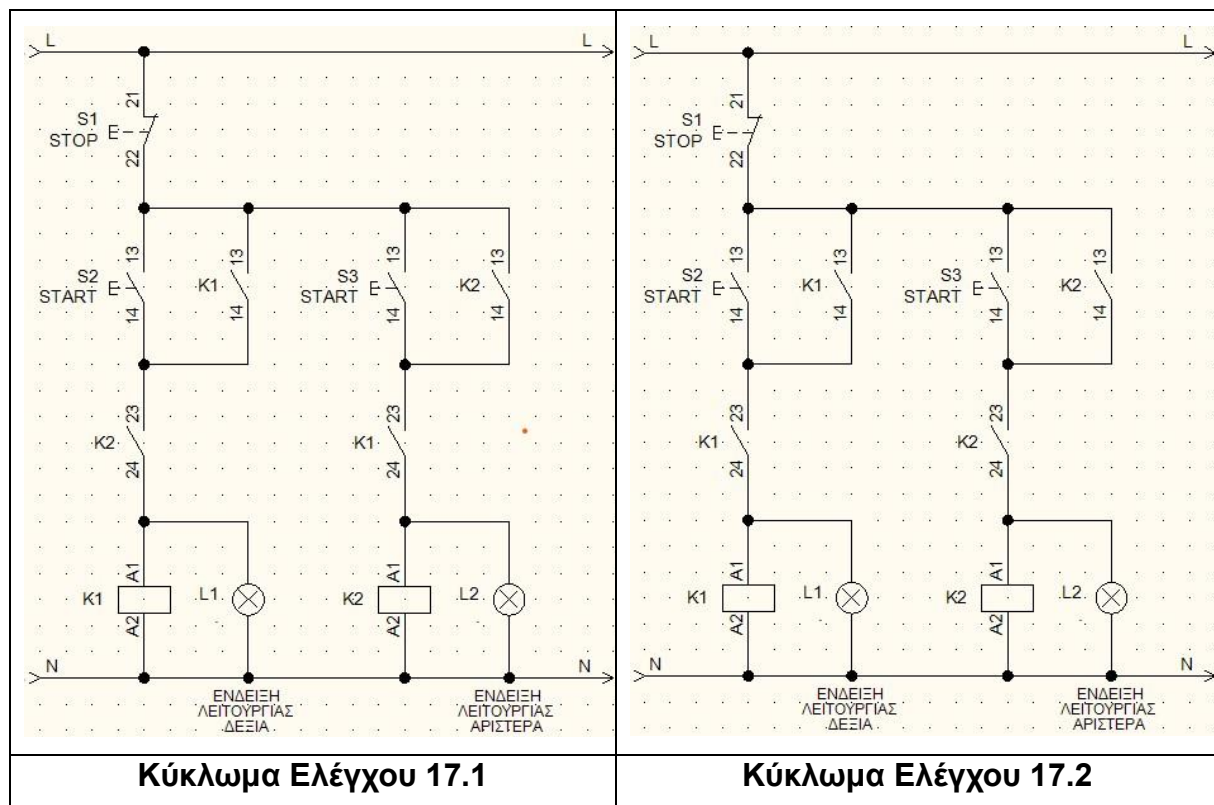 L L
21
S1
STOP E
22
13 13 13 13
S2 K1 S3 K2
START E START E
14 14 14 14
23 23
K2 K1
24 24
A1 A1
K1 L1 K2 L2
A2 A2
N N
ΕΝΔΕΙΞΗ ΕΝΔΕΙΞΗ
ΛΕΙΤΟΥΡΓΙΑΣ ΛΕΙΤΟΥΡΓΙΑΣ
ΔΕΞΙΑ ΑΡΙΣΤΕΡΑ
Κύκλωμα Ελέγχου 17.1
L L
21
S1
STOP E
22
13 13 13 13
S2 K1 S3 K2
START E START E
14 14 14 14
23 23
K1 K2
24 24
A1 A1
K1 L1 K2 L2
A2 A2
N N
ΕΝΔΕΙΞΗ ΕΝΔΕΙΞΗ
ΛΕΙΤΟΥΡΓΙΑΣ ΛΕΙΤΟΥΡΓΙΑΣ
ΔΕΞΙΑ ΑΡΙΣΤΕΡΑ
Κύκλωμα Ελέγχου 17.2